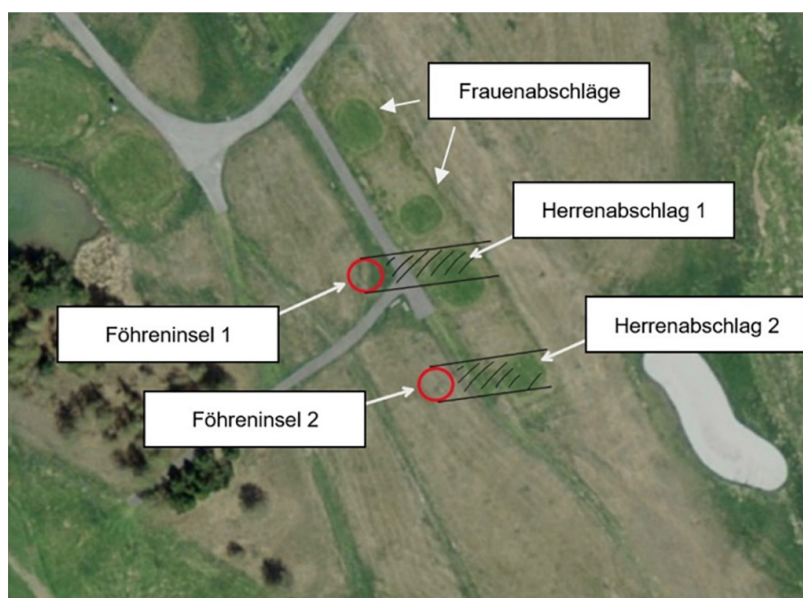 Frauenabschläge
Herrenabschlag 1
Föhreninsel 1
Herrenabschlag 2
Föhreninsel 2